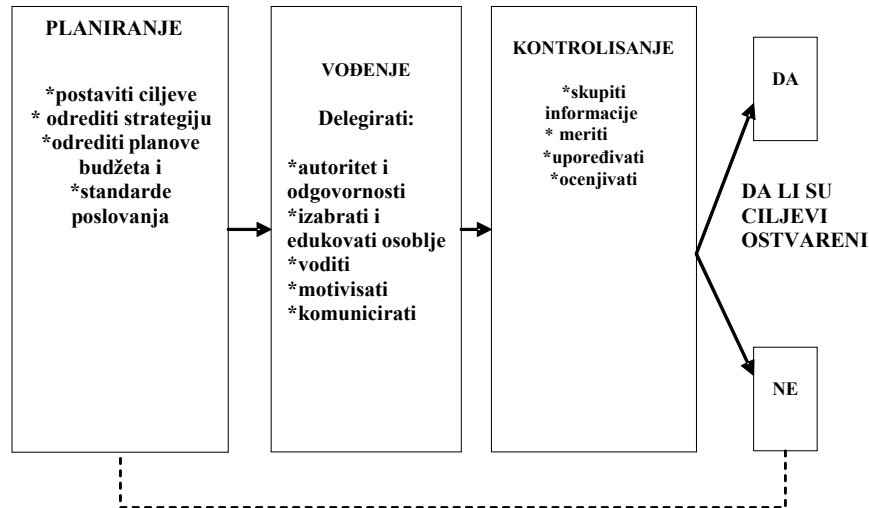 PLANIRANJE
*postaviti ciljeve
* odrediti strategiju
*odrediti planove
budžeta i
*standarde
poslovanja
VOĐENJE
Delegirati:
*autoritet i
odgovornosti
*izabrati i
edukovati osoblje
*voditi
*motivisati
*komunicirati
KONTROLISANJE
*skupiti
informacije
* meriti
*upoređivati
*ocenjivati
DA
DA LI SU
CILJEVI
OSTVARENI
NE